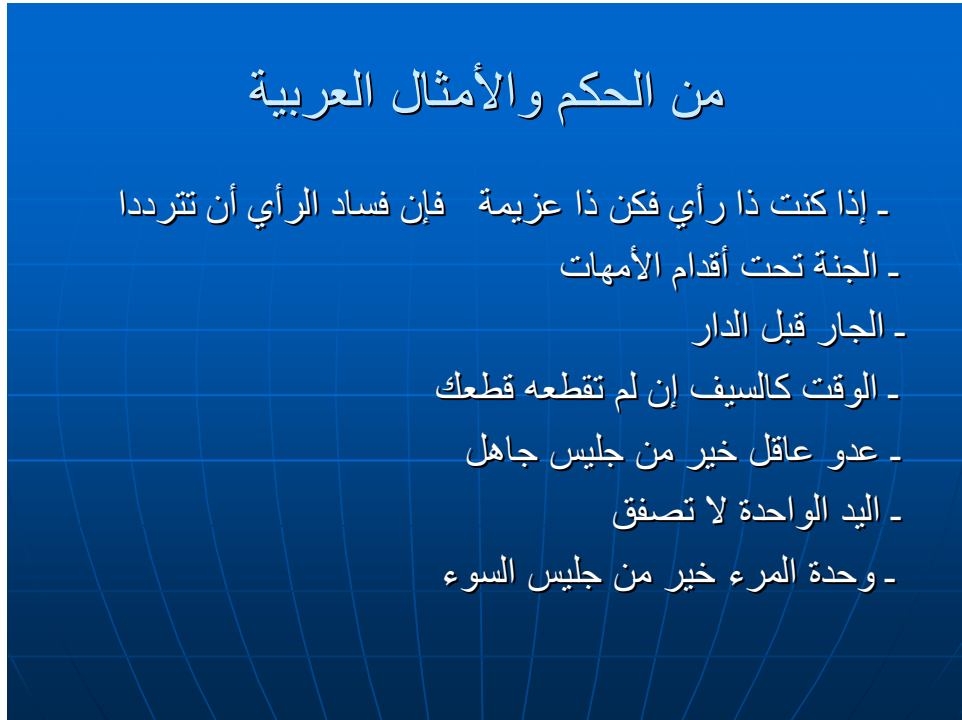 من الحكم والأمثال العربية
ـ إذا كنت ذا رأي فكن ذا عزيمة   فإن فساد الرأي أن تترددا
ـ الجنة تحت أقدام الأمهات
ـ الجار قبل الدار
ـ الوقت كالسيف إن لم تقطعه قطعك
ـ عدو عاقل خير من جليس جاهل
ـ اليد الواحدة لا تصفق
ـ وحدة المرء خير من جليس السوء